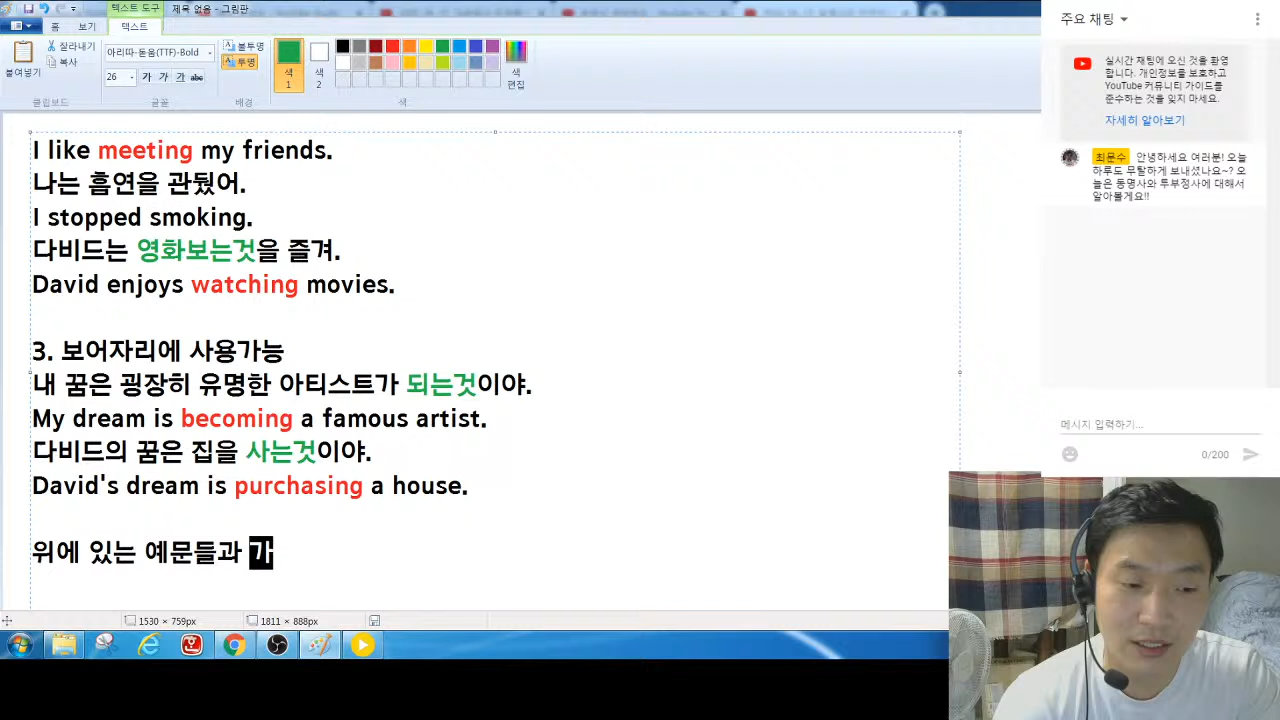 텍스트 도구
제목 없음 - 그림판
홈
보기
텍스트
붙여넣기
잘라내기
복사
클립보드
아리따-돋움(TTF)-Bold
26
가 가 가 abc
글꼴
불투명
투명
배경
색 1
색 2
색 편집
색
I like meeting my friends.
나는 흡연을 관뒀어.
I stopped smoking.
다비드는 영화보는것을 즐겨.
David enjoys watching movies.
3. 보어자리에 사용가능
내 꿈은 굉장히 유명한 아티스트가 되는것이야.
My dream is becoming a famous artist.
다비드의 꿈은 집을 사는것이야.
David's dream is purchasing a house.
위에 있는 예문들과 가
1530 × 759px
1811 × 888px
주요 채팅
실시간 채팅에 오신 것을 환영
합니다. 개인정보를 보호하고
YouTube 커뮤니티 가이드를
준수하는 것을 잊지 마세요.
자세히 알아보기
최문수 안녕하세요 여러분! 오늘
하루도 무탈하게 보내셨나요~? 오
늘은 동명사와 투부정사에 대해서
알아볼게요!!
메시지 입력하기...
0/200